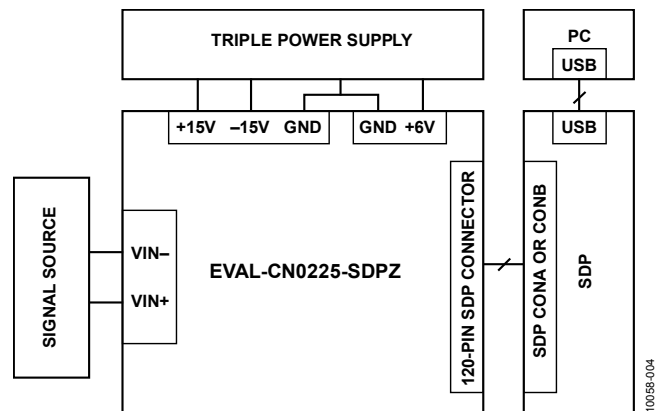 TRIPLE POWER SUPPLY
PC
USB
+15V –15V GND
GND +6V
USB
SIGNAL SOURCE
VIN–
VIN+
EVAL-CN0225-SDPZ
120-PIN SDP CONNECTOR
SDP CONA OR CONB
SDP
10058-004